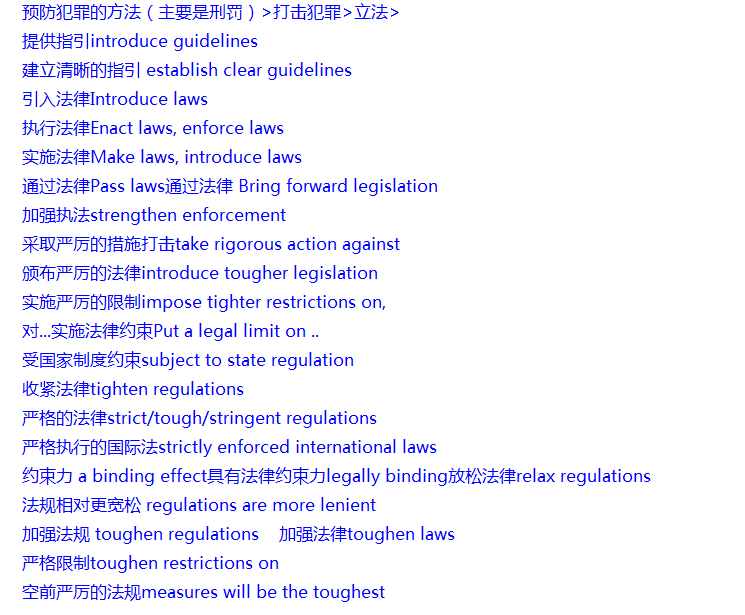 预防犯罪的方法（主要是刑罚）>打击犯罪>立法>
提供指引introduce guidelines
建立清晰的指引 establish clear guidelines
引入法律Introduce laws
执行法律Enact laws, enforce laws
实施法律Make laws, introduce laws
通过法律Pass laws通过法律 Bring forward legislation
加强执法strengthen enforcement
采取严厉的措施打击take rigorous action against
颁布严厉的法律introduce tougher legislation
实施严厉的限制impose tighter restrictions on,
对...实施法律约束Put a legal limit on ..
受国家制度约束subject to state regulation
收紧法律tighten regulations
严格的法律strict/tough/stringent regulations
严格执行的国际法strictly enforced international laws
约束力 a binding effect具有法律约束力legally binding放松法律relax regulations
法规相对更宽松 regulations are more lenient
加强法规 toughen regulations    加强法律toughen laws
严格限制toughen restrictions on
空前严厉的法规measures will be the toughest